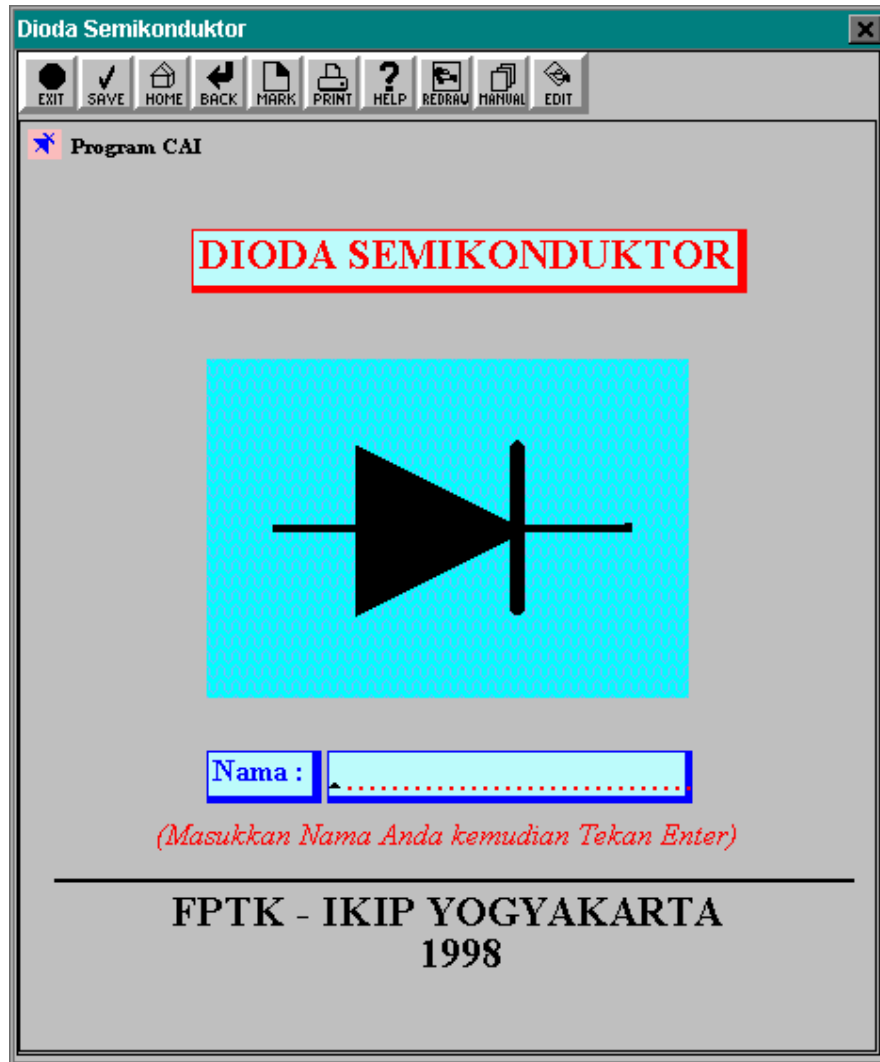 Dioda Semikonduktor
EXIT SAVE HOME BACK MARK PRINT HELP REDRAW MANUAL EDIT
Program CAI
DIODA SEMIKONDUKTOR
Nama :
(Masukkan Nama Anda kemudian Tekan Enter)
FPTK - IKIP YOGYAKARTA
1998